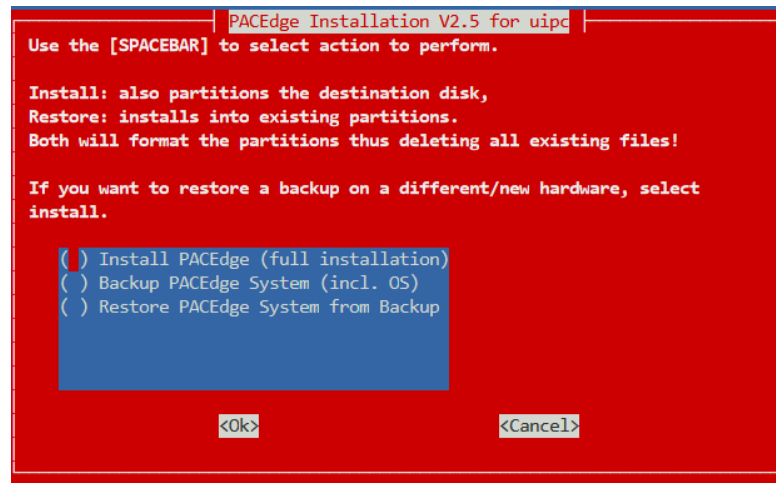 PACEdge Installation V2.5 for uipc
Use the [SPACEBAR] to select action to perform.
Install: also partitions the destination disk,
Restore: installs into existing partitions.
Both will format the partitions thus deleting all existing files!
If you want to restore a backup on a different/new hardware, select
install.
( ) Install PACEdge (full installation)
( ) Backup PACEdge System (incl. OS)
( ) Restore PACEdge System from Backup
<Ok> <Cancel>